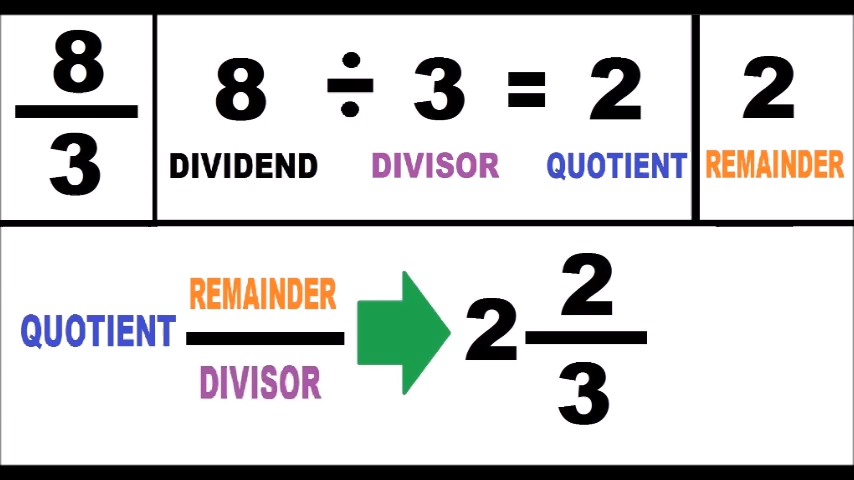 8
3
8 ÷ 3 = 2
DIVIDEND DIVISOR QUOTIENT
2
REMAINDER
QUOTIENT REMAINDER
DIVISOR
2 2
3